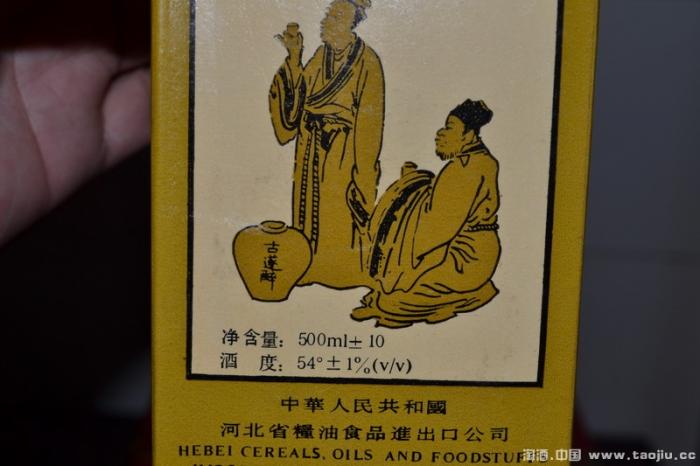 古遂醉
净含量：500ml±10
酒 度：54°±1%(v/v)
中華人民共和國
河北省糧油食品進出口公司
HEBEI CEREALS, OILS AND FOODSTUFFS
淘酒.中国 www.taojiu.cc